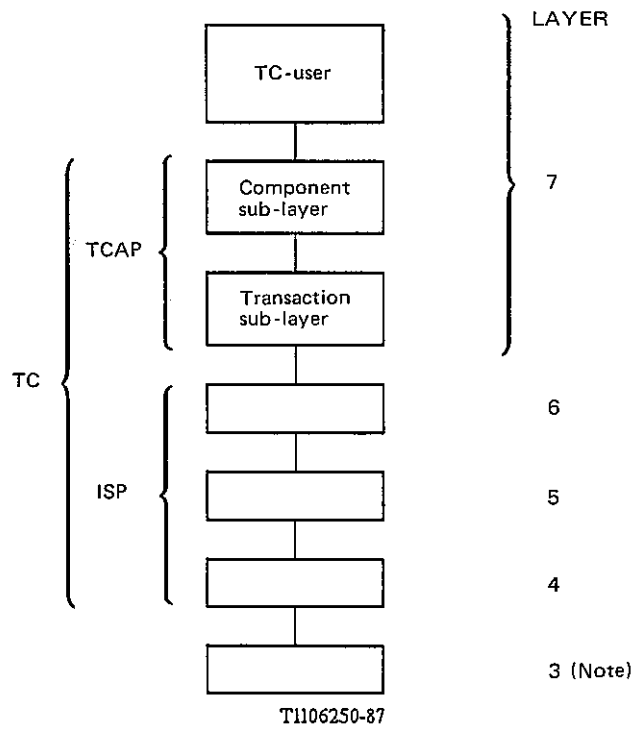 LAYER
TC-user
Component
sub-layer
7
TCAP
Transaction
sub-layer
TC
6
ISP
5
4
3 (Note)
T1106250-87